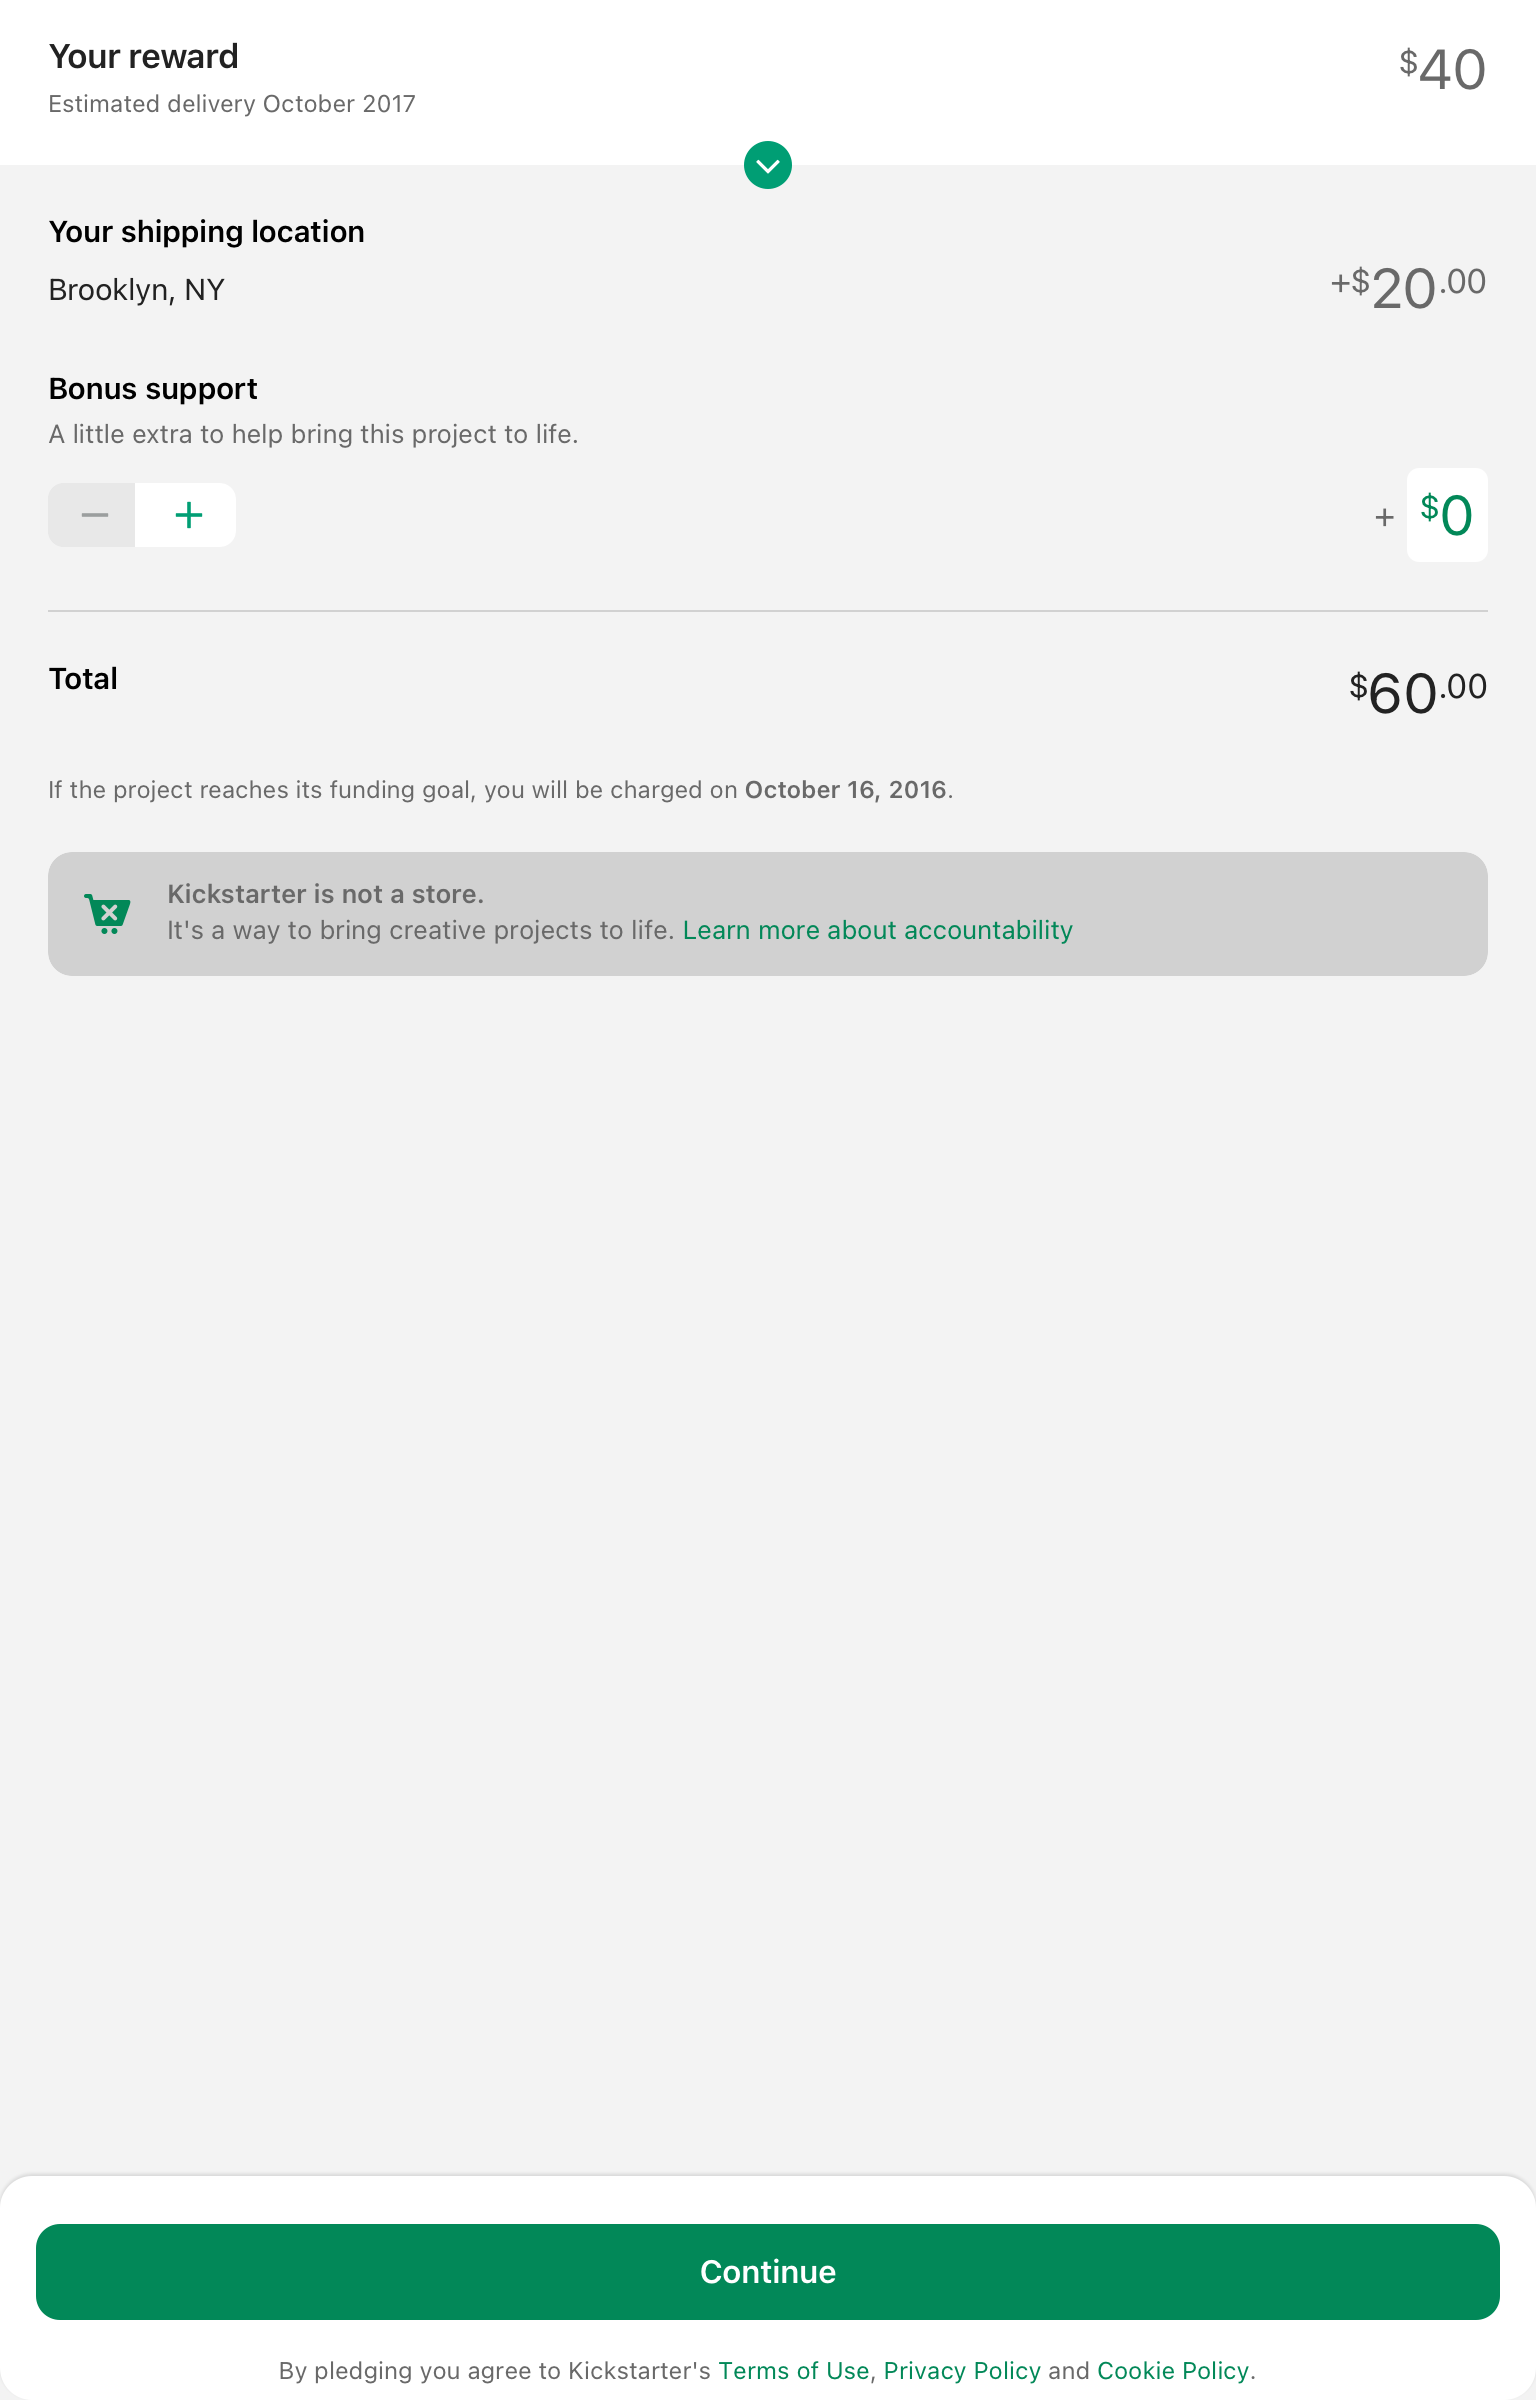 Your reward
$40
Estimated delivery October 2017
Your shipping location
Brooklyn, NY
+$20.00
Bonus support
A little extra to help bring this project to life.
− +
+ $0
Total
$60.00
If the project reaches its funding goal, you will be charged on October 16, 2016.
Kickstarter is not a store.
It's a way to bring creative projects to life. Learn more about accountability
Continue
By pledging you agree to Kickstarter's Terms of Use, Privacy Policy and Cookie Policy.